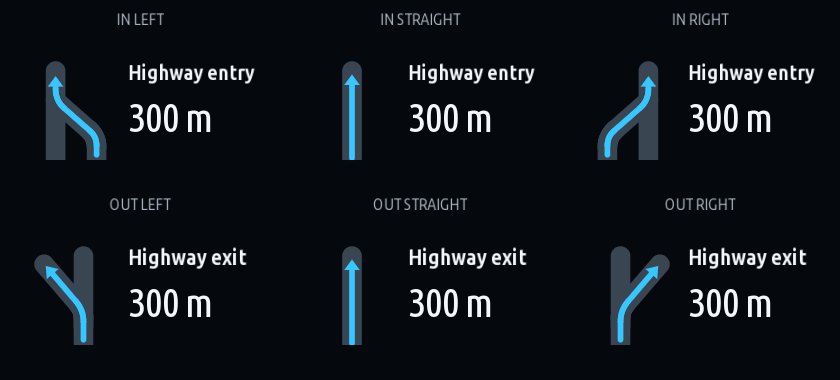 IN LEFT
Highway entry
300 m
IN STRAIGHT
Highway entry
300 m
IN RIGHT
Highway entry
300 m
OUT LEFT
Highway exit
300 m
OUT STRAIGHT
Highway exit
300 m
OUT RIGHT
Highway exit
300 m